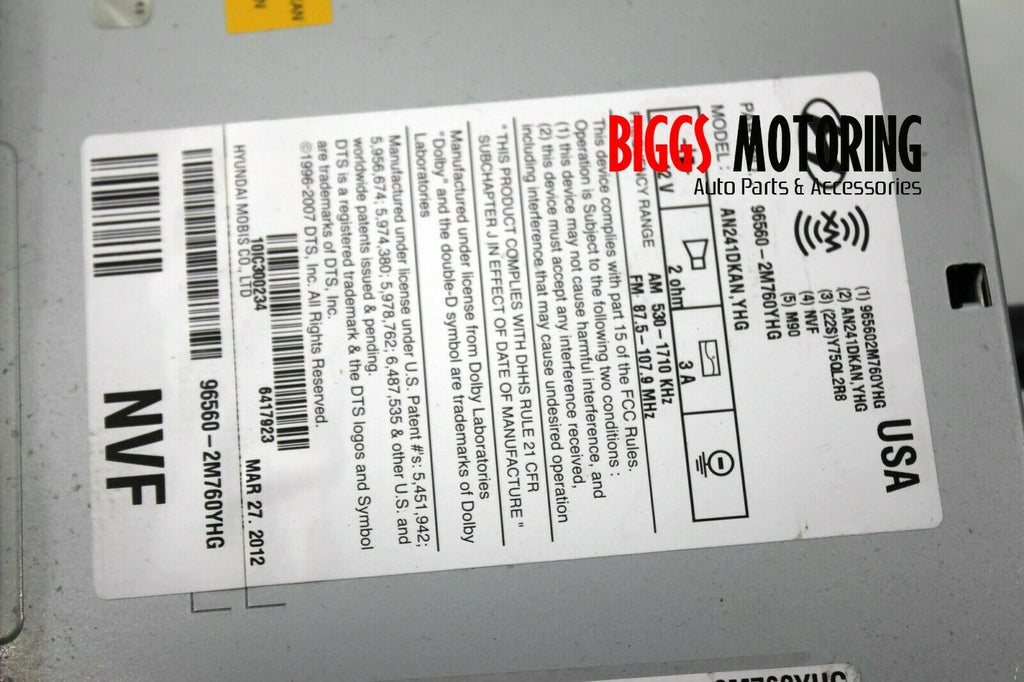 BIGGS MOTORING
Auto Parts & Accessories
XM
USA
(1) 965602M760YHG
(2) AN241DKAN,YHG
(3) (22S)Y75QL2R8
(4) NVF
(5) M90
96560-2M760YHG
MODEL : AN241DKAN,YHG
2 V 2 ohm 3 A
RANGE AM 530-1710 KHz
FM 87.5-107.9 MHz
This device complies with part 15 of the FCC Rules.
Operation is Subject to the following two conditions :
(1) this device may not cause harmful interference, and
(2) this device must accept any interference received,
including interference that may cause undesired operation
"THIS PRODUCT COMPLIES WITH DHHS RULE 21 CFR
SUBCHAPTER J IN EFFECT OF DATE OF MANUFACTURE"
Manufactured under license from Dolby Laboratories
"Dolby" and the double-D symbol are trademarks of Dolby
Laboratories
Manufactured under license under U.S. Patent #'s: 5,451,942;
5,956,674; 5,974,380; 5,978,762; 6,487,535 & other U.S. and
worldwide patents issued & pending.
DTS is a registered trademark & the DTS logos and Symbol
are trademarks of DTS, Inc.
©1996-2007 DTS, Inc. All Rights Reserved.
10IC300234 6417923
HYUNDAI MOBIS CO., LTD MAR 27. 2012
96560-2M760YHG
NVF